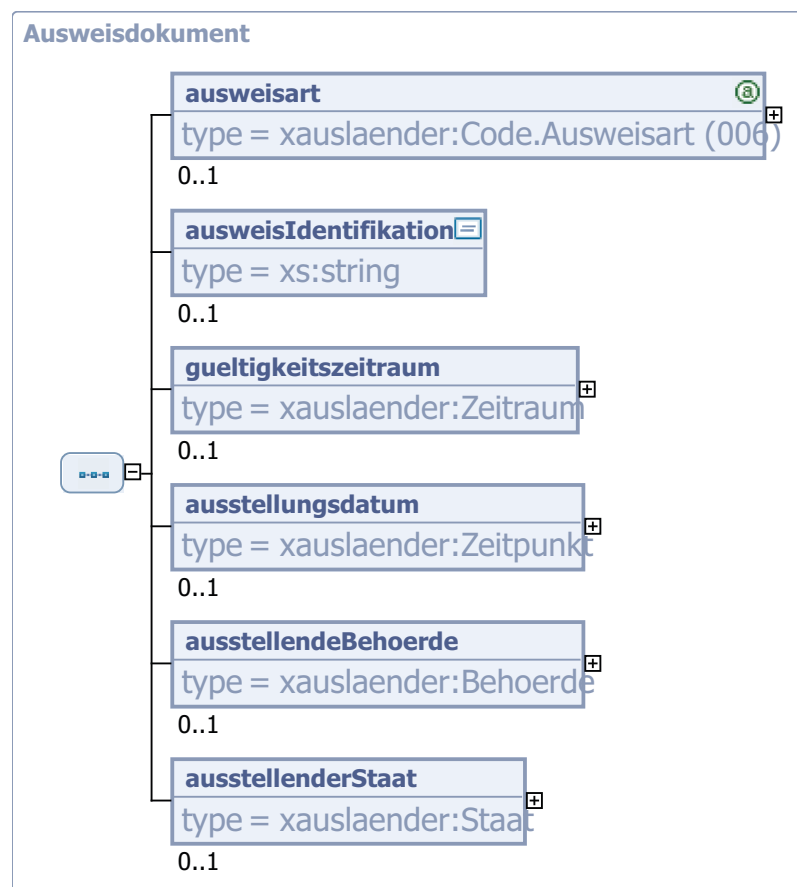 Ausweisdokument
ausweisart
type = xauslaender:Code.Ausweisart (006)
0..1
ausweisIdentifikation
type = xs:string
0..1
gueltigkeitszeitraum
type = xauslaender:Zeitraum
0..1
ausstellungsdatum
type = xauslaender:Zeitpunkt
0..1
ausstellendeBehoerde
type = xauslaender:Behoerde
0..1
ausstellenderStaat
type = xauslaender:Staat
0..1